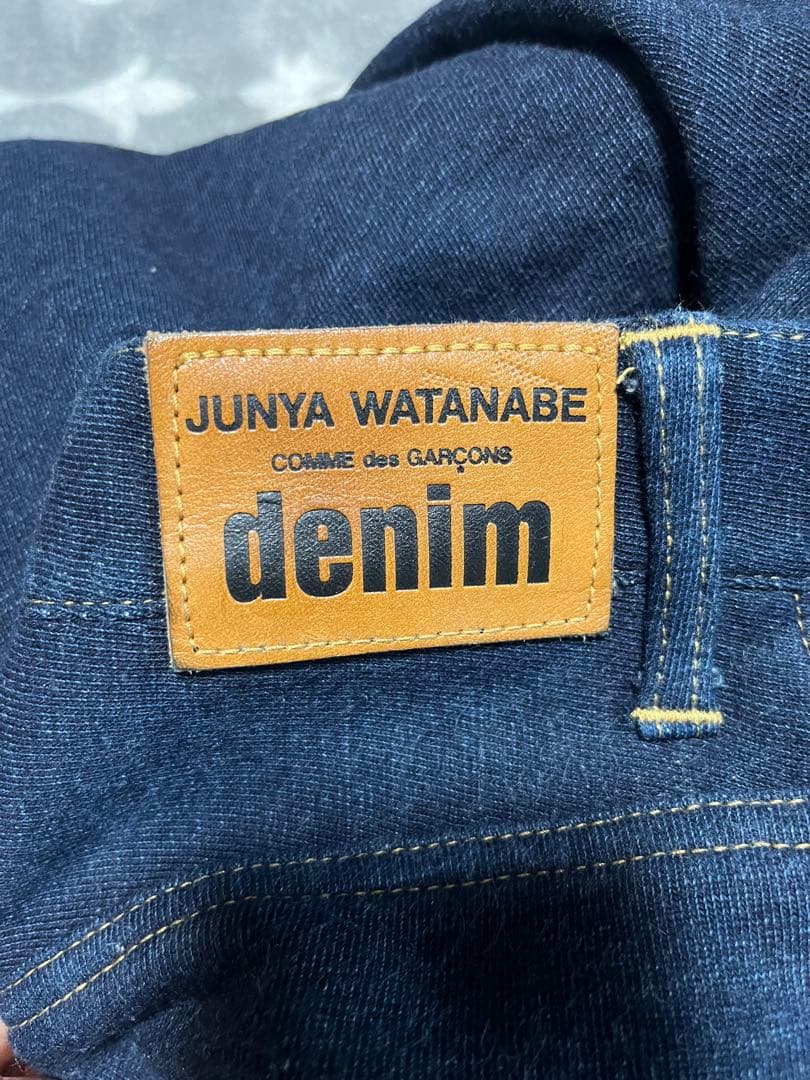 JUNYA WATANABE
COMME des GARÇONS
denim